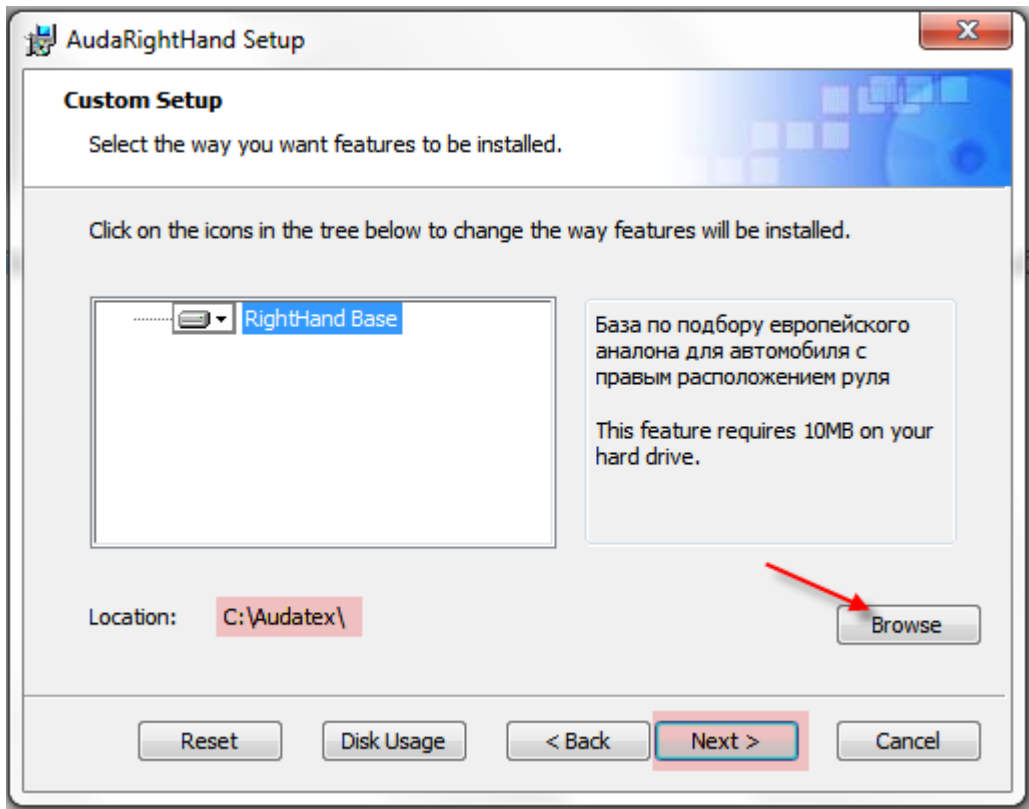 AudaRightHand Setup
Custom Setup
Select the way you want features to be installed.
Click on the icons in the tree below to change the way features will be installed.
RightHand Base
База по подбору европейского
аналона для автомобиля с
правым расположением руля
This feature requires 10MB on your
hard drive.
Location: C:\Audatex\
Browse
Reset Disk Usage < Back Next > Cancel